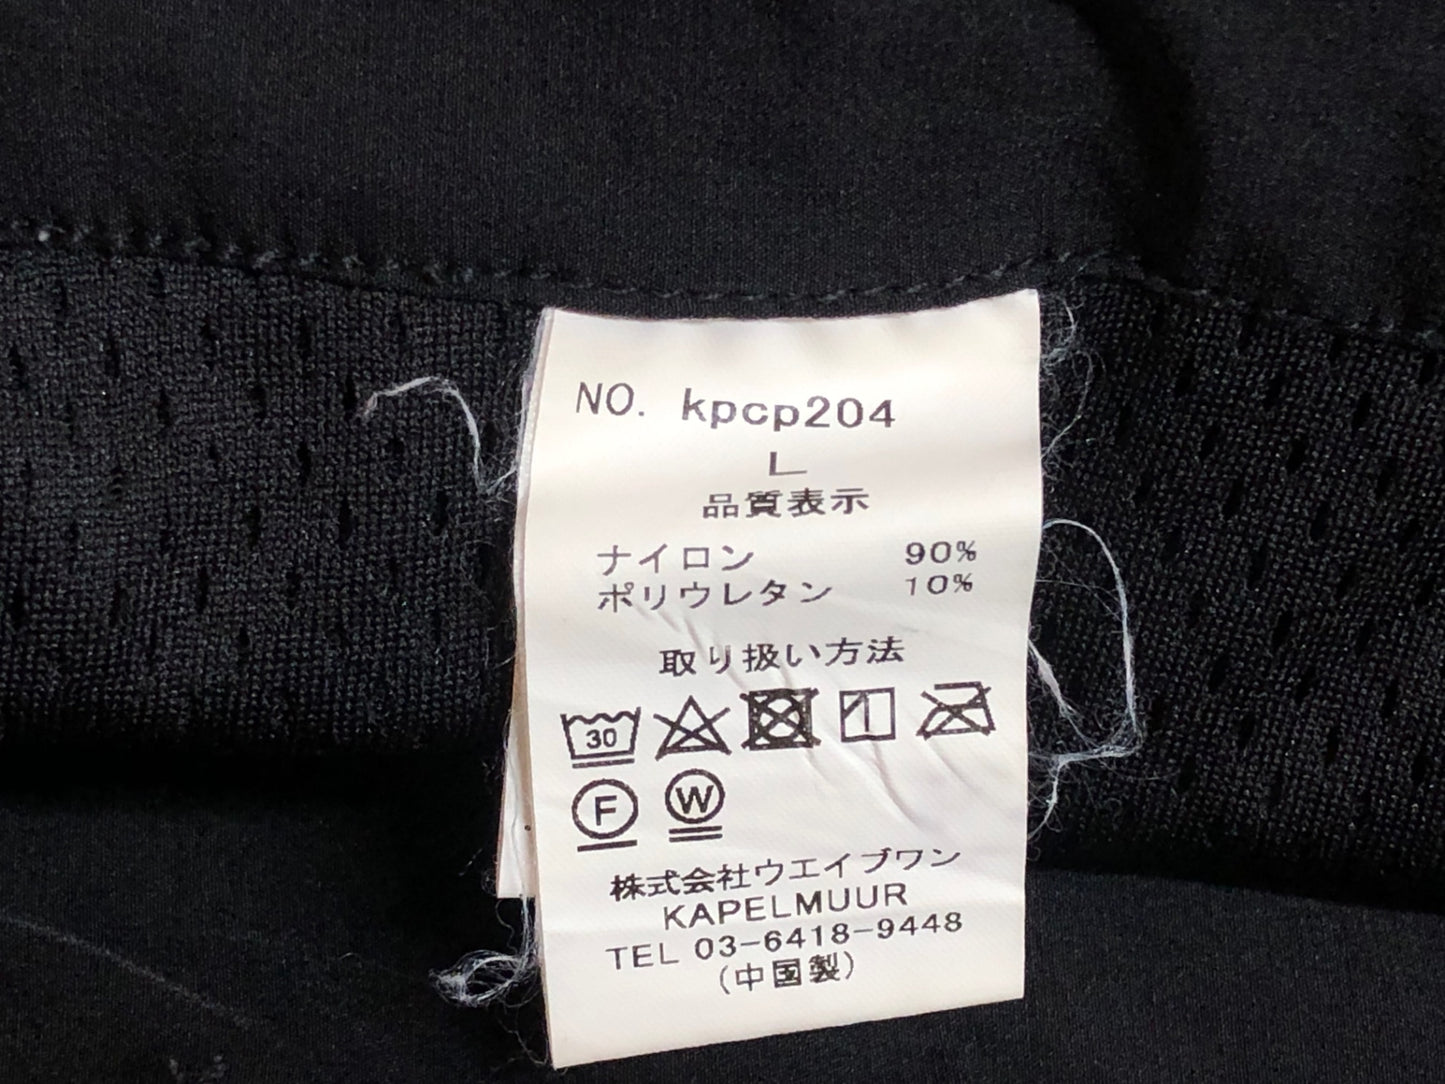 NO. kpcp204
L
品質表示
ナイロン 90%
ポリウレタン 10%
取り扱い方法
30
F W
株式会社ウエイブワン
KAPELMUUR
TEL 03-6418-9448
(中国製)